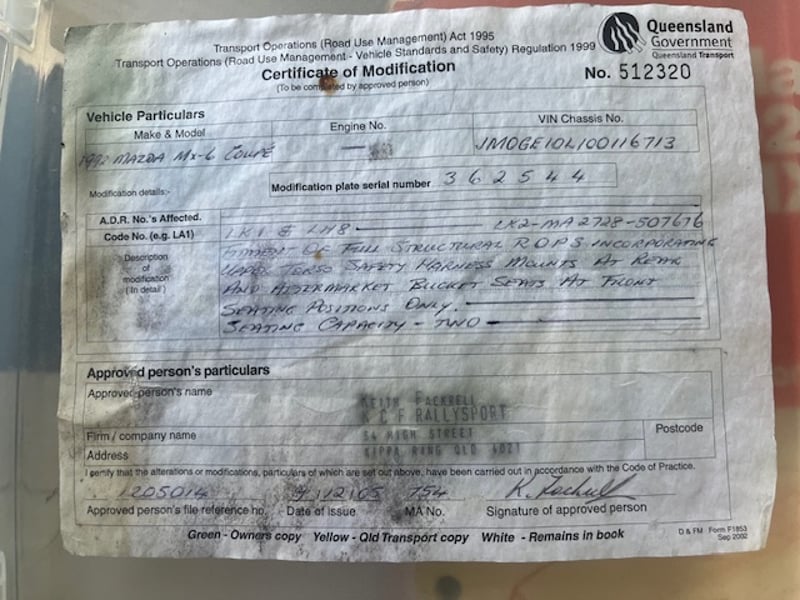 Transport Operations (Road Use Management) Act 1995
Transport Operations (Road Use Management - Vehicle Standards and Safety) Regulation 1999
Certificate of Modification
(To be completed by approved person)
Queensland
Government
Queensland Transport
No. 512320
Vehicle Particulars
Make & Model
Engine No.
VIN Chassis No.
1992 MAZDA MX-6 COUPÉ
—
JM0GE10L100116713
Modification details:-
Modification plate serial number 362544
A.D.R. No.'s Affected.
Code No. (e.g. LA1)
LK1 & LH8 LK2-MA2728-507676
Description
of
modification
(In detail)
FITMENT OF FULL STRUCTURAL R.O.P.S. INCORPORATING
UPPER TORSO SAFETY HARNESS MOUNTS AT REAR
AND AFTERMARKET BUCKET SEATS AT FRONT
SEATING POSITIONS ONLY.
SEATING CAPACITY - TWO
Approved person's particulars
Approved person's name
KEITH FACKRELL
K C F RALLYSPORT
Firm / company name
54 HIGH STREET
Postcode
Address
KIPPA RING QLD 4021
I certify that the alterations or modifications, particulars of which are set out above, have been carried out in accordance with the Code of Practice.
1205014 /12/05 754 K. Fackrell
Approved person's file reference no. Date of issue MA No. Signature of approved person
Green - Owners copy Yellow - Qld Transport copy White - Remains in book
D & FM Form F1853
Sep 2002